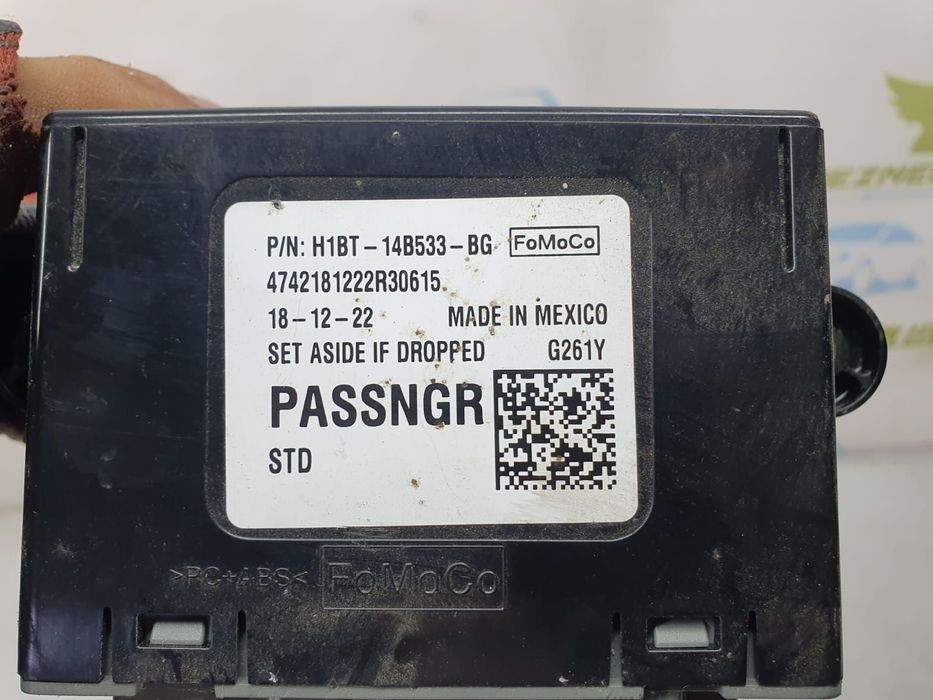 P/N: H1BT-14B533-BG FoMoCo
4742181222R30615
18-12-22 MADE IN MEXICO
SET ASIDE IF DROPPED G261Y
PASSNGR
STD
>PC+ABS< FoMoCo